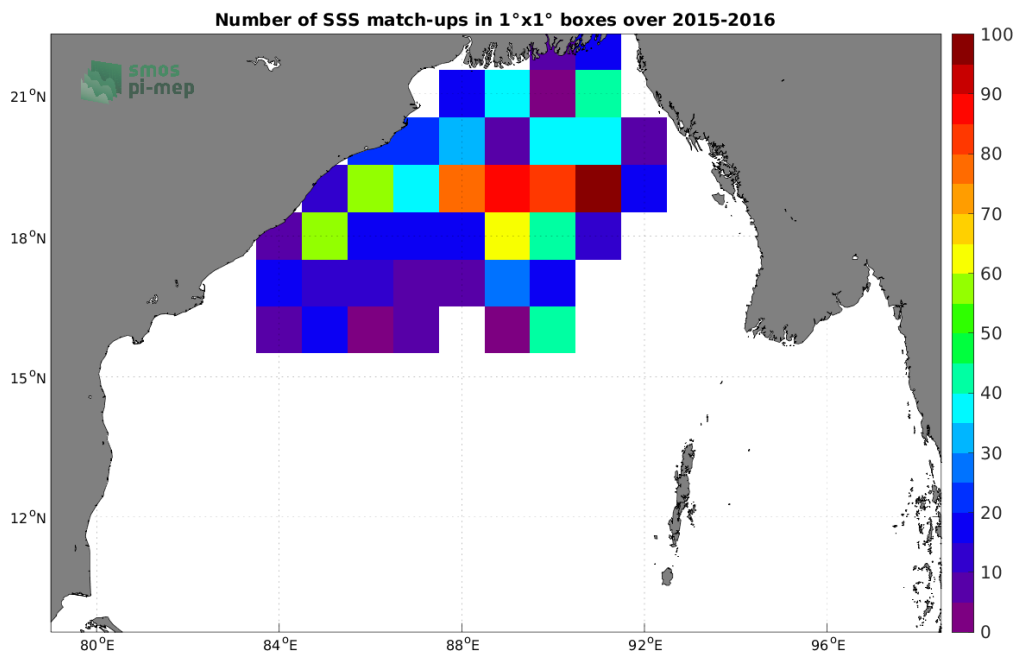 Number of SSS match-ups in 1°x1° boxes over 2015-2016
smos
pi-mep
21°N
18°N
15°N
12°N
80°E
84°E
88°E
92°E
96°E
100
90
80
70
60
50
40
30
20
10
0